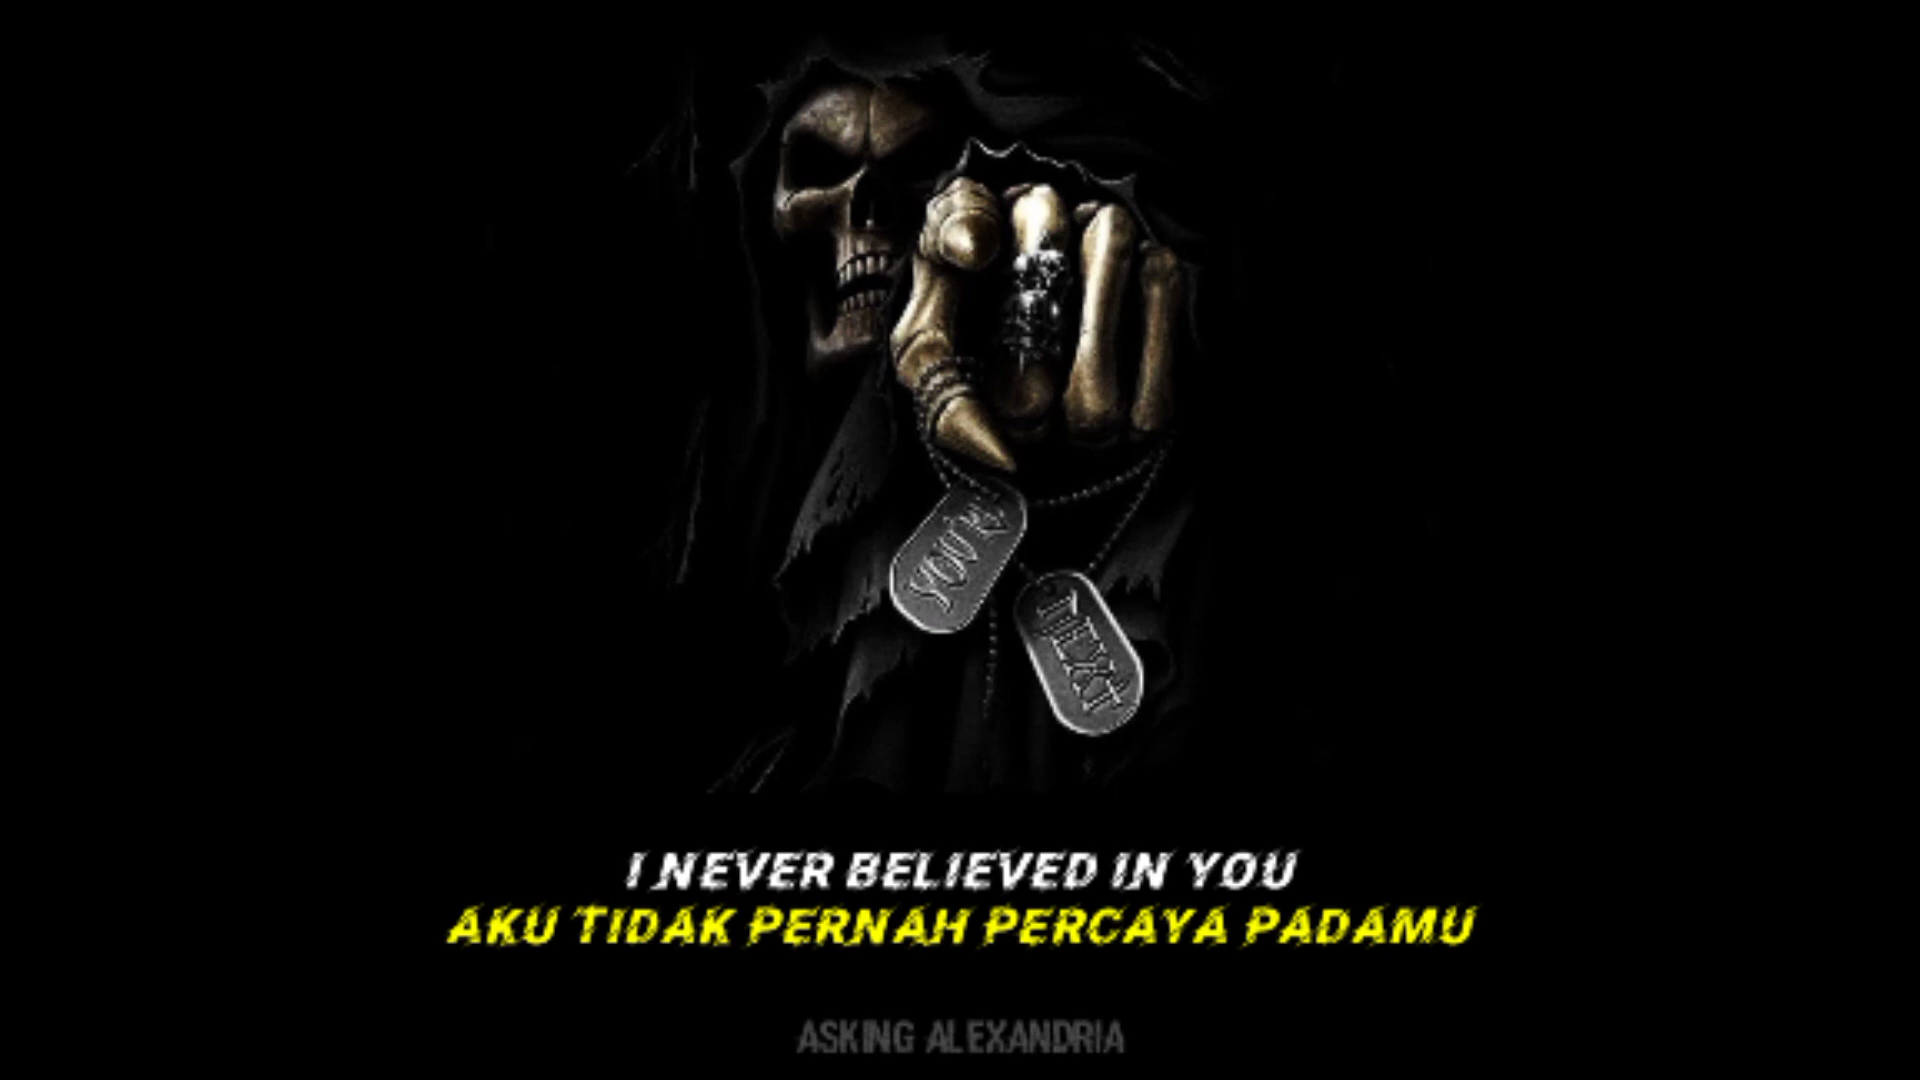 YOU'RE
NEXT
I NEVER BELIEVED IN YOU
AKU TIDAK PERNAH PERCAYA PADAMU
ASKING ALEXANDRIA